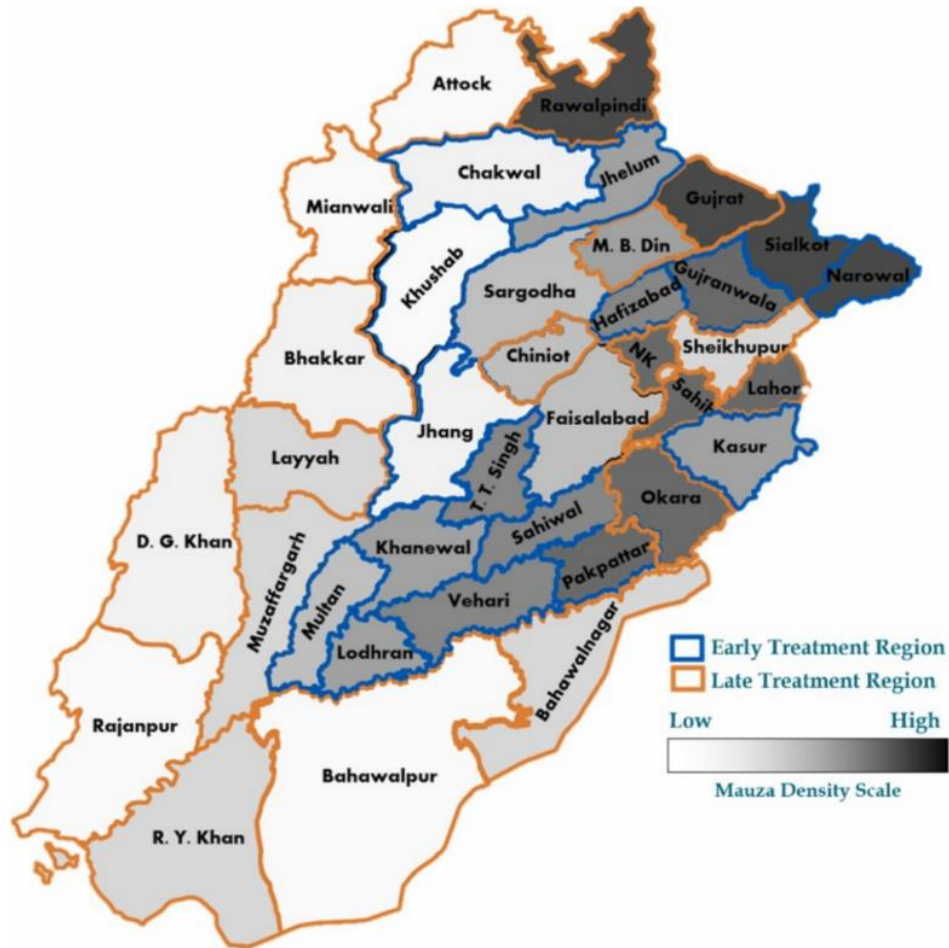 Attock
Rawalpindi
Chakwal
Jhelum
Mianwali
Gujrat
Khushab
M. B. Din
Sialkot
Sargodha
Hafizabad
Gujranwala
Narowal
Bhakkar
Chiniot
NK
Sheikhupur
Jhang
Faisalabad
Sahib
Lahor
Layyah
T. T. Singh
Kasur
Okara
D. G. Khan
Muzaffargarh
Khanewal
Sahiwal
Multan
Vehari
Pakpattar
Lodhran
Bahawalnagar
Early Treatment Region
Late Treatment Region
Rajanpur
Low High
Bahawalpur
Mauza Density Scale
R. Y. Khan